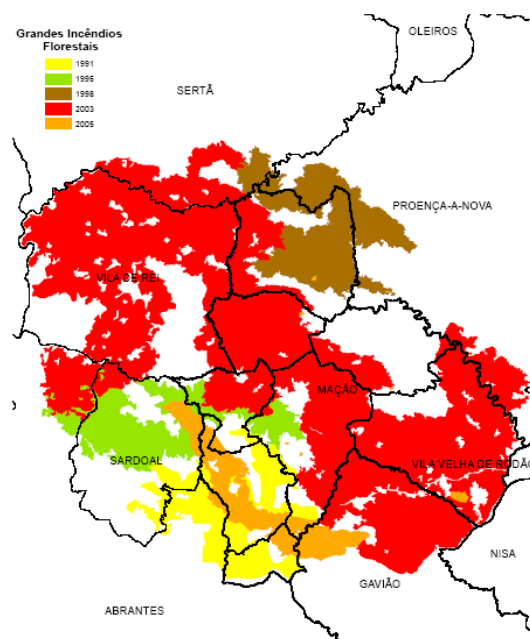 Grandes Incêndios
Florestais
1991
1995
1998
2003
2005
OLEIROS
SERTÃ
PROENÇA-A-NOVA
VILA DE REI
MAÇÃO
SARDOAL
VILA VELHA DE RODÃO
NISA
GAVIÃO
ABRANTES